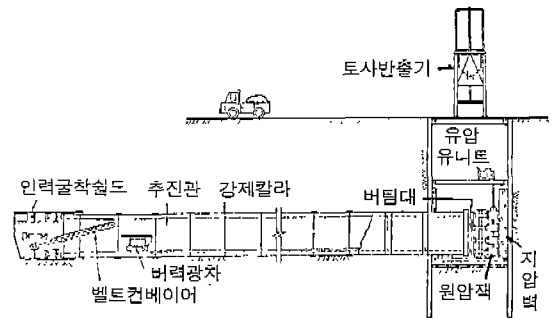 토사반출기
유압
유니트
인력굴착쉴드
추진관
강제칼라
버팀대
버력광차
벨트컨베이어
원압잭
지압벽